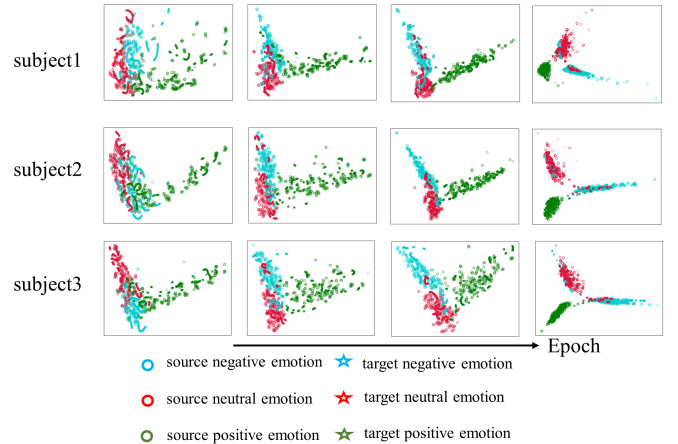 subject1
subject2
subject3
Epoch
source negative emotion
target negative emotion
source neutral emotion
target neutral emotion
source positive emotion
target positive emotion